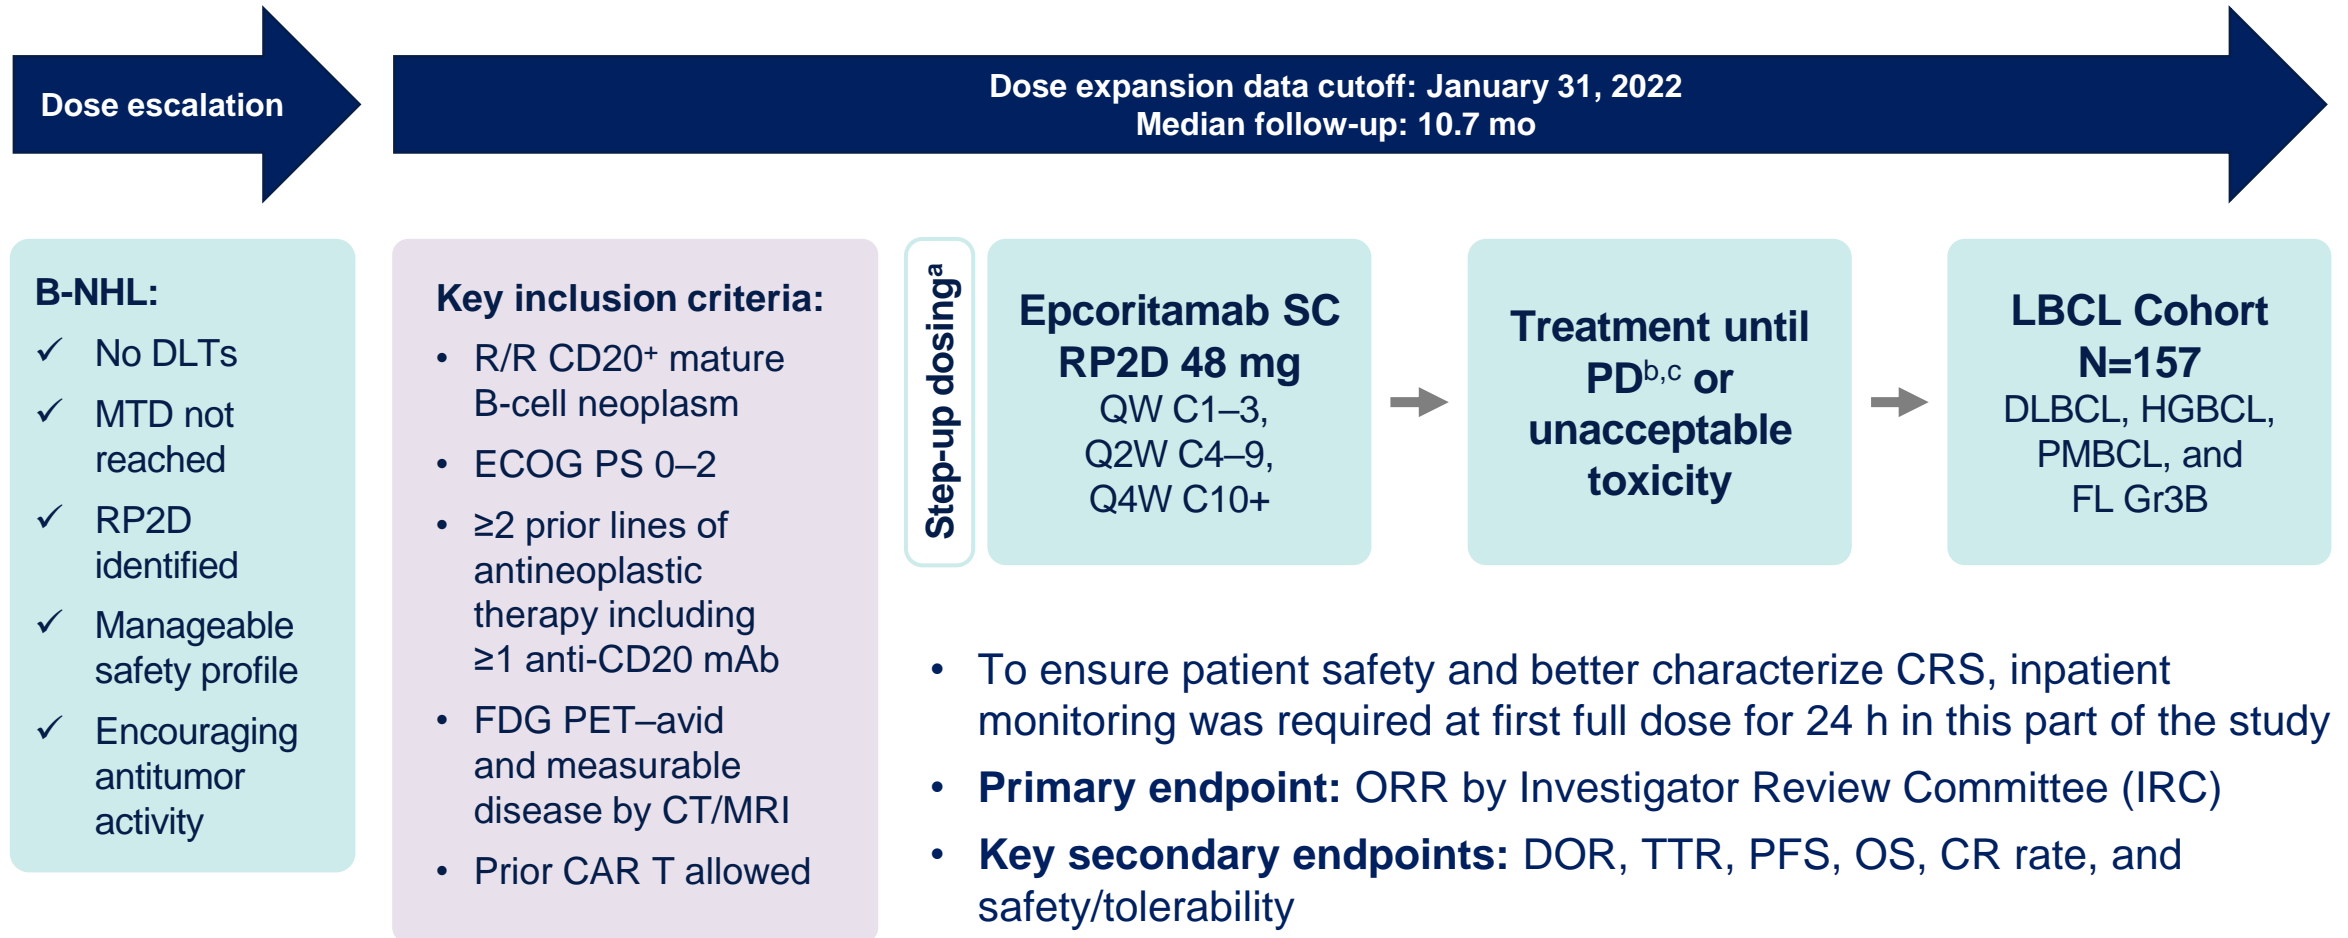 Dose escalation
Dose expansion data cutoff: January 31, 2022
Median follow-up: 10.7 mo
B-NHL:
✓ No DLTs
✓ MTD not
reached
✓ RP2D
identified
✓ Manageable
safety profile
✓ Encouraging
antitumor
activity
Key inclusion criteria:
• R/R CD20⁺ mature
B-cell neoplasm
• ECOG PS 0–2
• ≥2 prior lines of
antineoplastic
therapy including
≥1 anti-CD20 mAb
• FDG PET–avid
and measurable
disease by CT/MRI
• Prior CAR T allowed
Step-up dosingᵃ
Epcoritamab SC
RP2D 48 mg
QW C1–3,
Q2W C4–9,
Q4W C10+
Treatment until
PDᵇ,ᶜ or
unacceptable
toxicity
LBCL Cohort
N=157
DLBCL, HGBCL,
PMBCL, and
FL Gr3B
• To ensure patient safety and better characterize CRS, inpatient
monitoring was required at first full dose for 24 h in this part of the study
• Primary endpoint: ORR by Investigator Review Committee (IRC)
• Key secondary endpoints: DOR, TTR, PFS, OS, CR rate, and
safety/tolerability